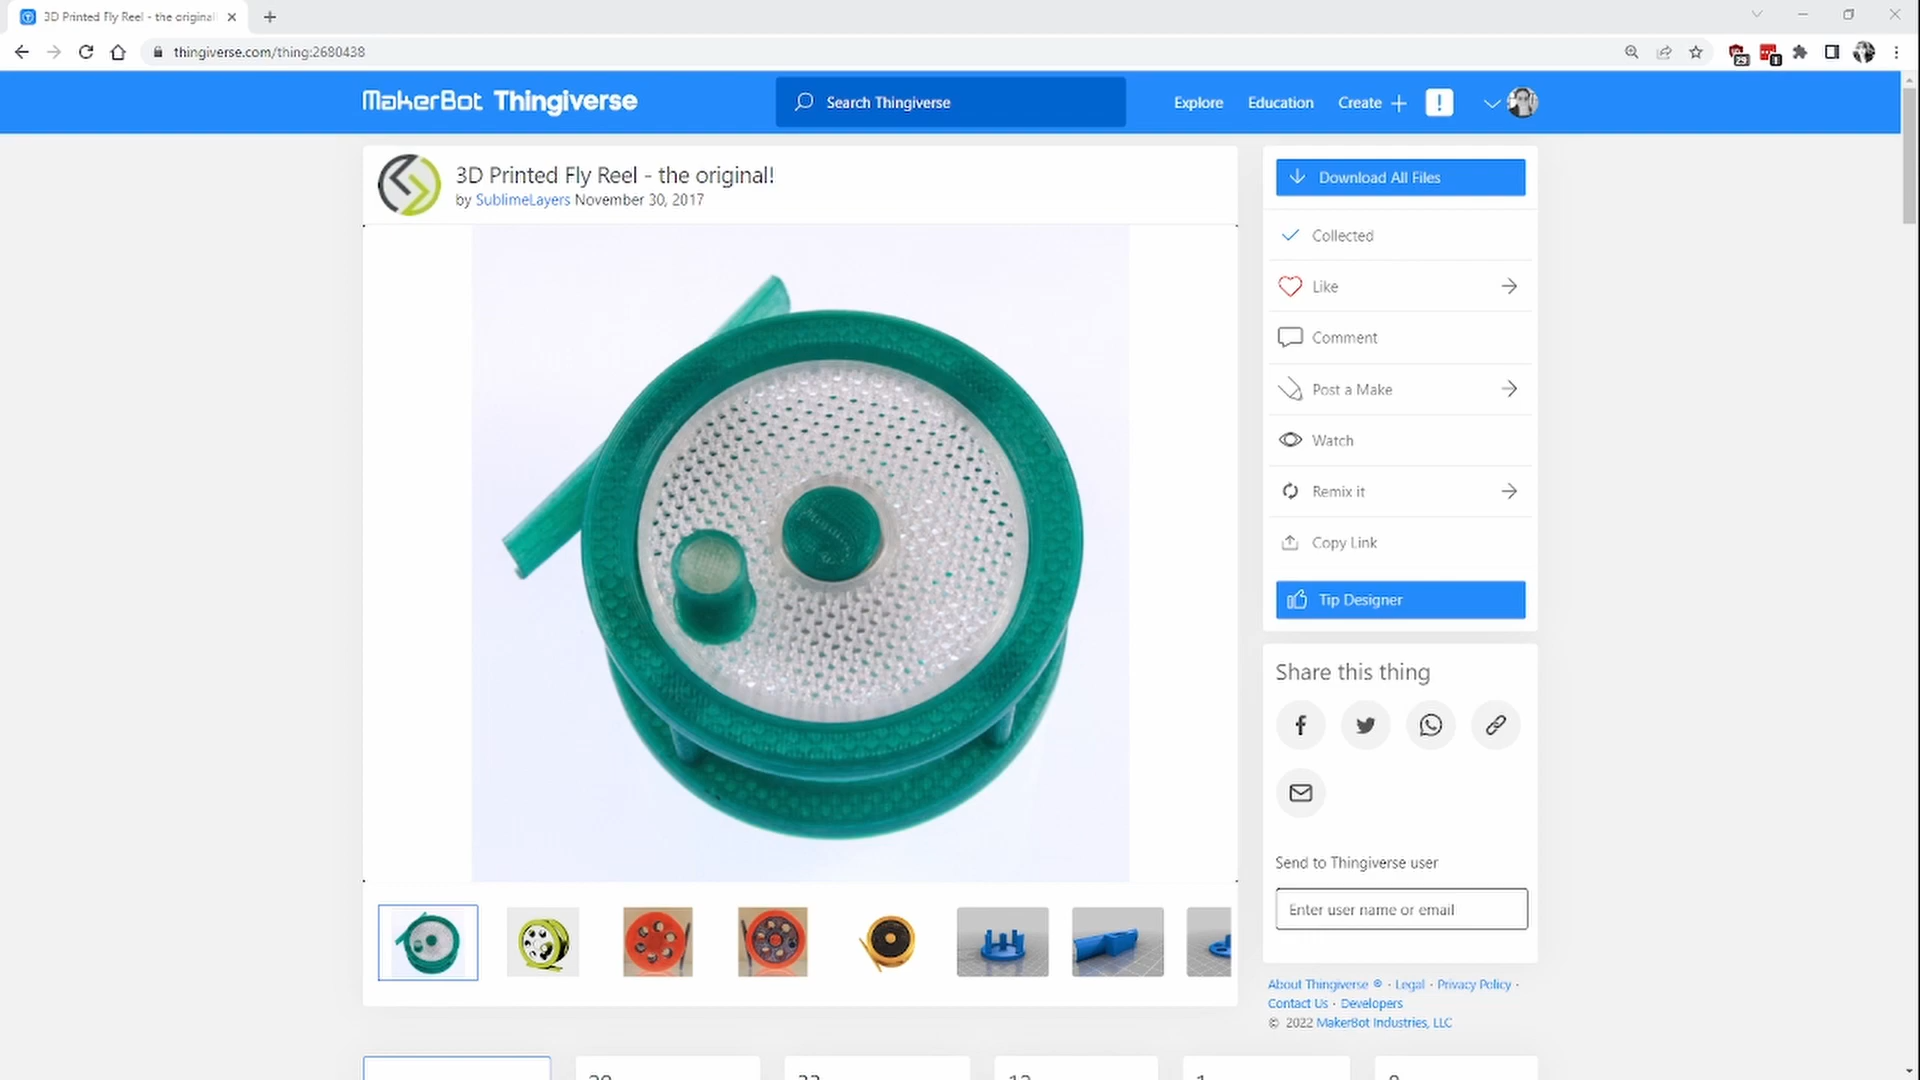 3D Printed Fly Reel - the original
thingiverse.com/thing:2680438
29
MakerBot Thingiverse
Search Thingiverse
Explore
Education
Create
3D Printed Fly Reel - the original!
by SublimeLayers November 30, 2017
Download All Files
Collected
Like
Comment
Post a Make
Watch
Remix it
Copy Link
Tip Designer
Share this thing
Send to Thingiverse user
Enter user name or email
About Thingiverse ® · Legal · Privacy Policy ·
Contact Us · Developers
© 2022 MakerBot Industries, LLC